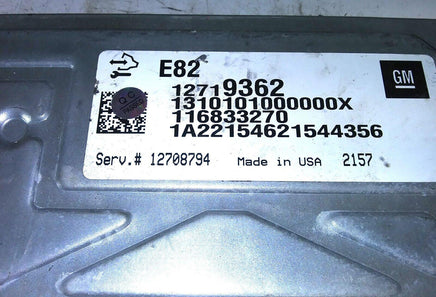 E82
GM
12719362
1310101000000X
116833270
1A22154621544356
Serv.# 12708794 Made in USA 2157